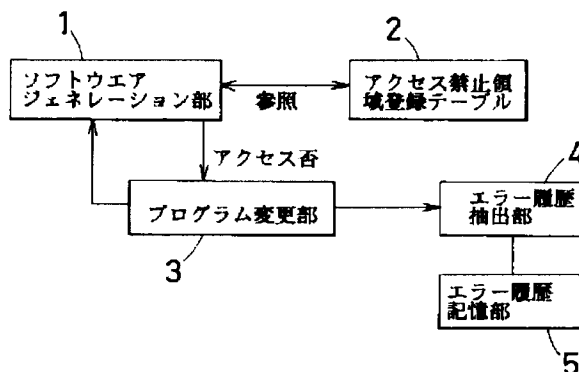 1
ソフトウエア
ジェネレーション部
2
アクセス禁止領
域登録テーブル
参照
アクセス否
プログラム変更部
3
4
エラー履歴
抽出部
エラー履歴
記憶部
5